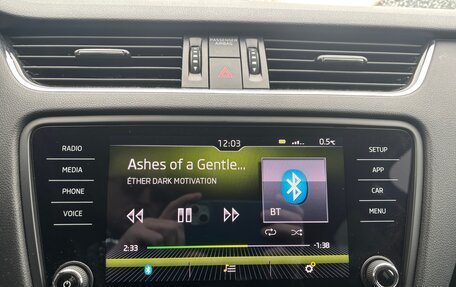 PASSENGER
AIRBAG
12:03
0.5°C
RADIO
MEDIA
PHONE
VOICE
Ashes of a Gentle...
ÉTHER DARK MOTIVATION
BT
2:33
-1:38
SETUP
APP
CAR
MENU